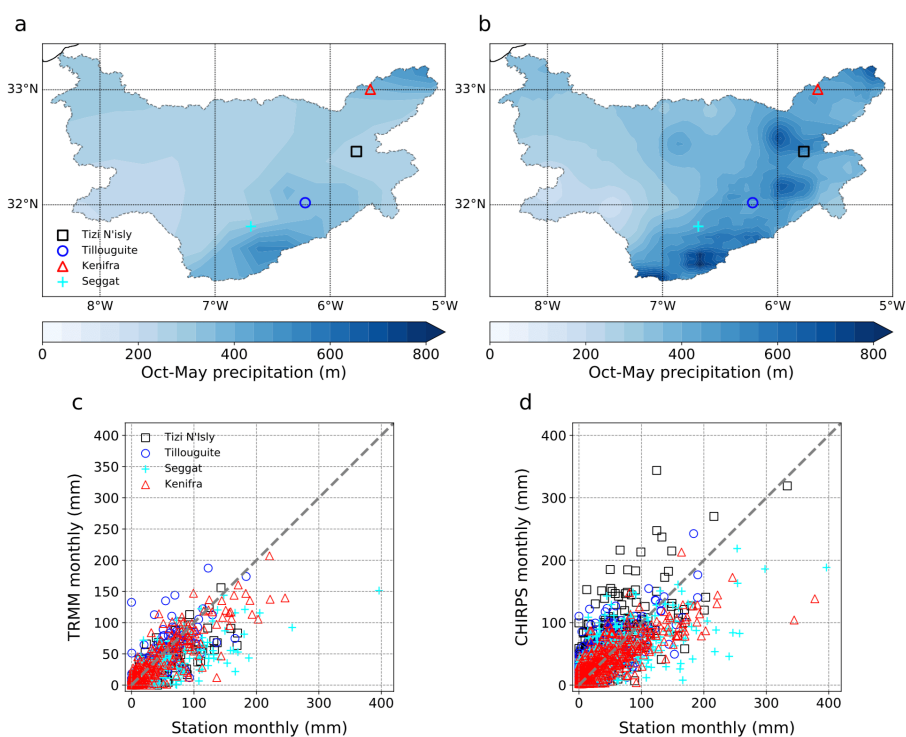 a
b
33°N
32°N
Tizi N'isly
Tillouguite
Kenifra
Seggat
8°W
7°W
6°W
5°W
8°W
7°W
6°W
5°W
0
200
400
600
800
Oct-May precipitation (m)
0
200
400
600
800
Oct-May precipitation (m)
c
d
TRMM monthly (mm)
400
350
300
250
200
150
100
50
0
Tizi N'Isly
Tillouguite
Seggat
Kenifra
0
100
200
300
400
Station monthly (mm)
CHIRPS monthly (mm)
400
300
200
100
0
0
100
200
300
400
Station monthly (mm)